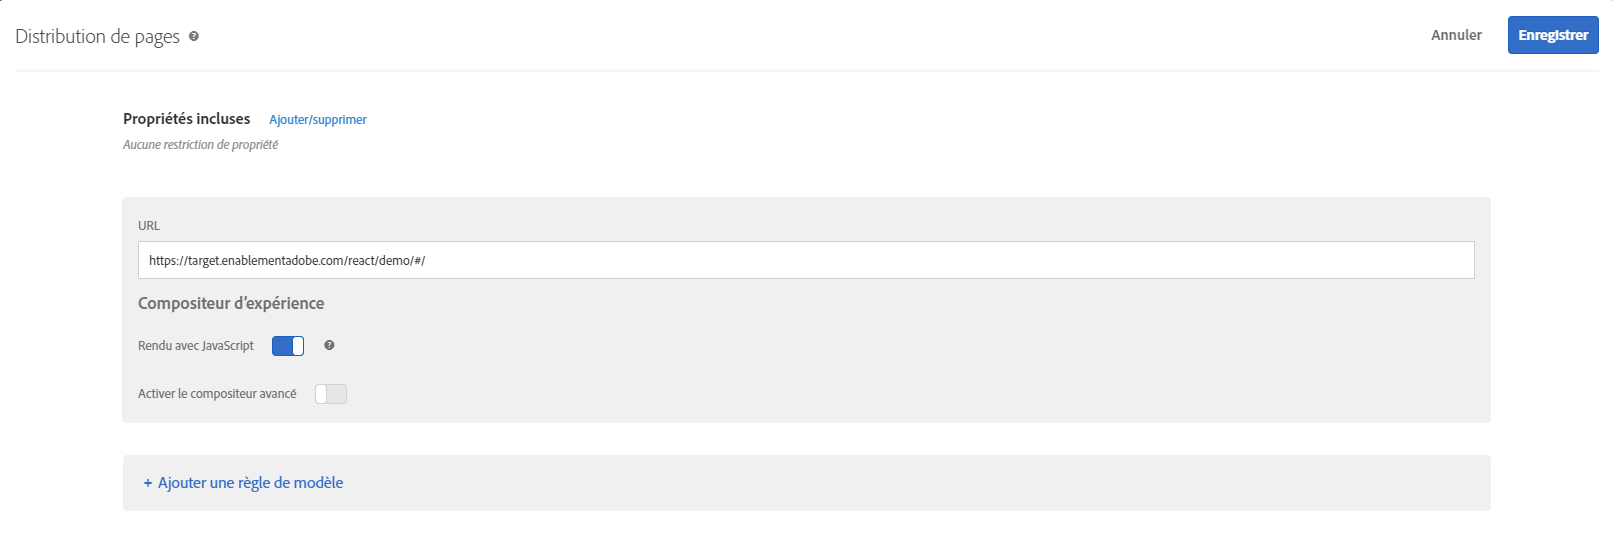 Distribution de pages
Annuler
Enregistrer
Propriétés incluses
Ajouter/supprimer
Aucune restriction de propriété
URL
https://target.enablementadobe.com/react/demo/#/
Compositeur d’expérience
Rendu avec JavaScript
Activer le compositeur avancé
+ Ajouter une règle de modèle